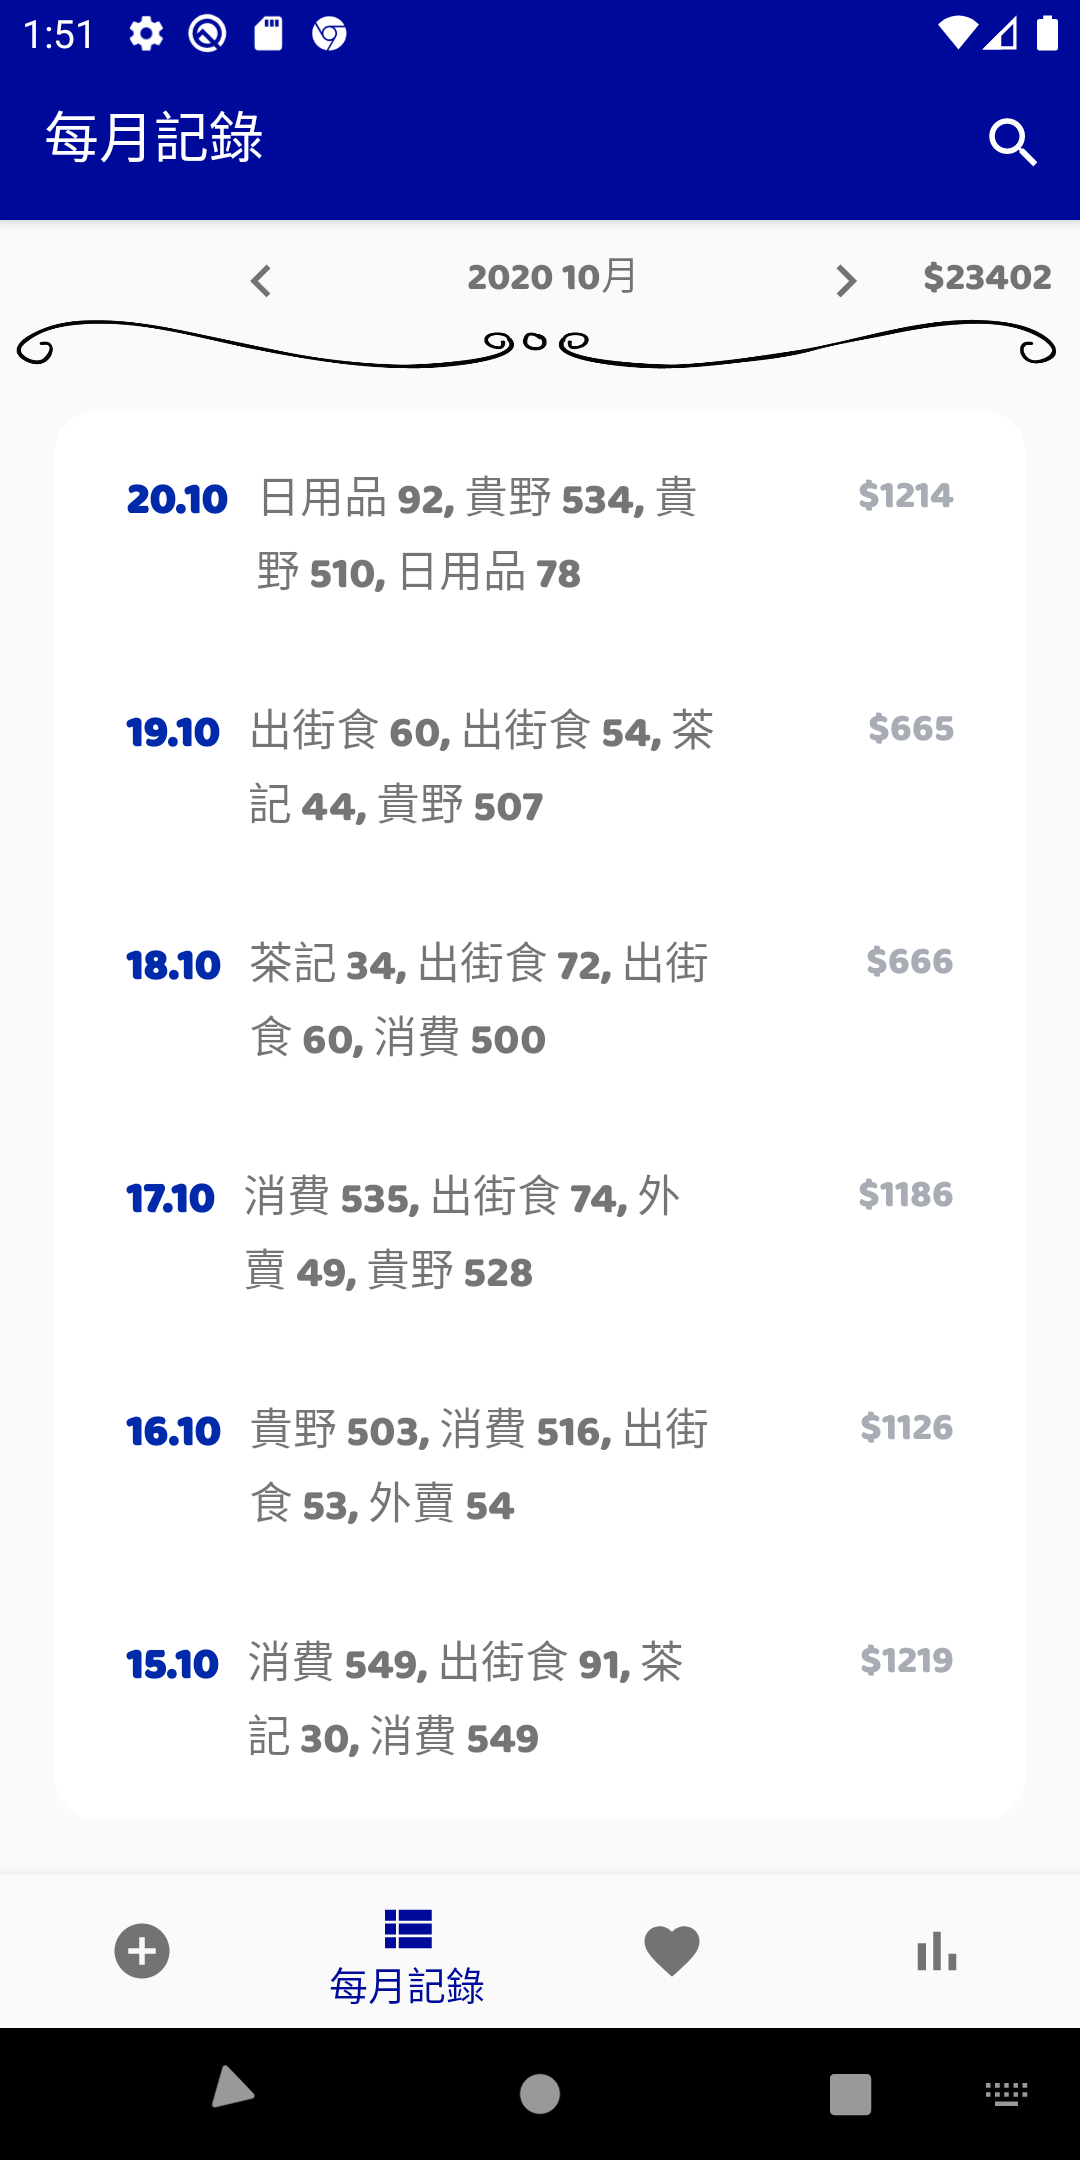 1:51
每月記錄
2020 10月
$23402
20.10 日用品 92, 貴野 534, 貴 $1214
野 510, 日用品 78
19.10 出街食 60, 出街食 54, 茶 $665
記 44, 貴野 507
18.10 茶記 34, 出街食 72, 出街 $666
食 60, 消費 500
17.10 消費 535, 出街食 74, 外 $1186
賣 49, 貴野 528
16.10 貴野 503, 消費 516, 出街 $1126
食 53, 外賣 54
15.10 消費 549, 出街食 91, 茶 $1219
記 30, 消費 549
每月記錄